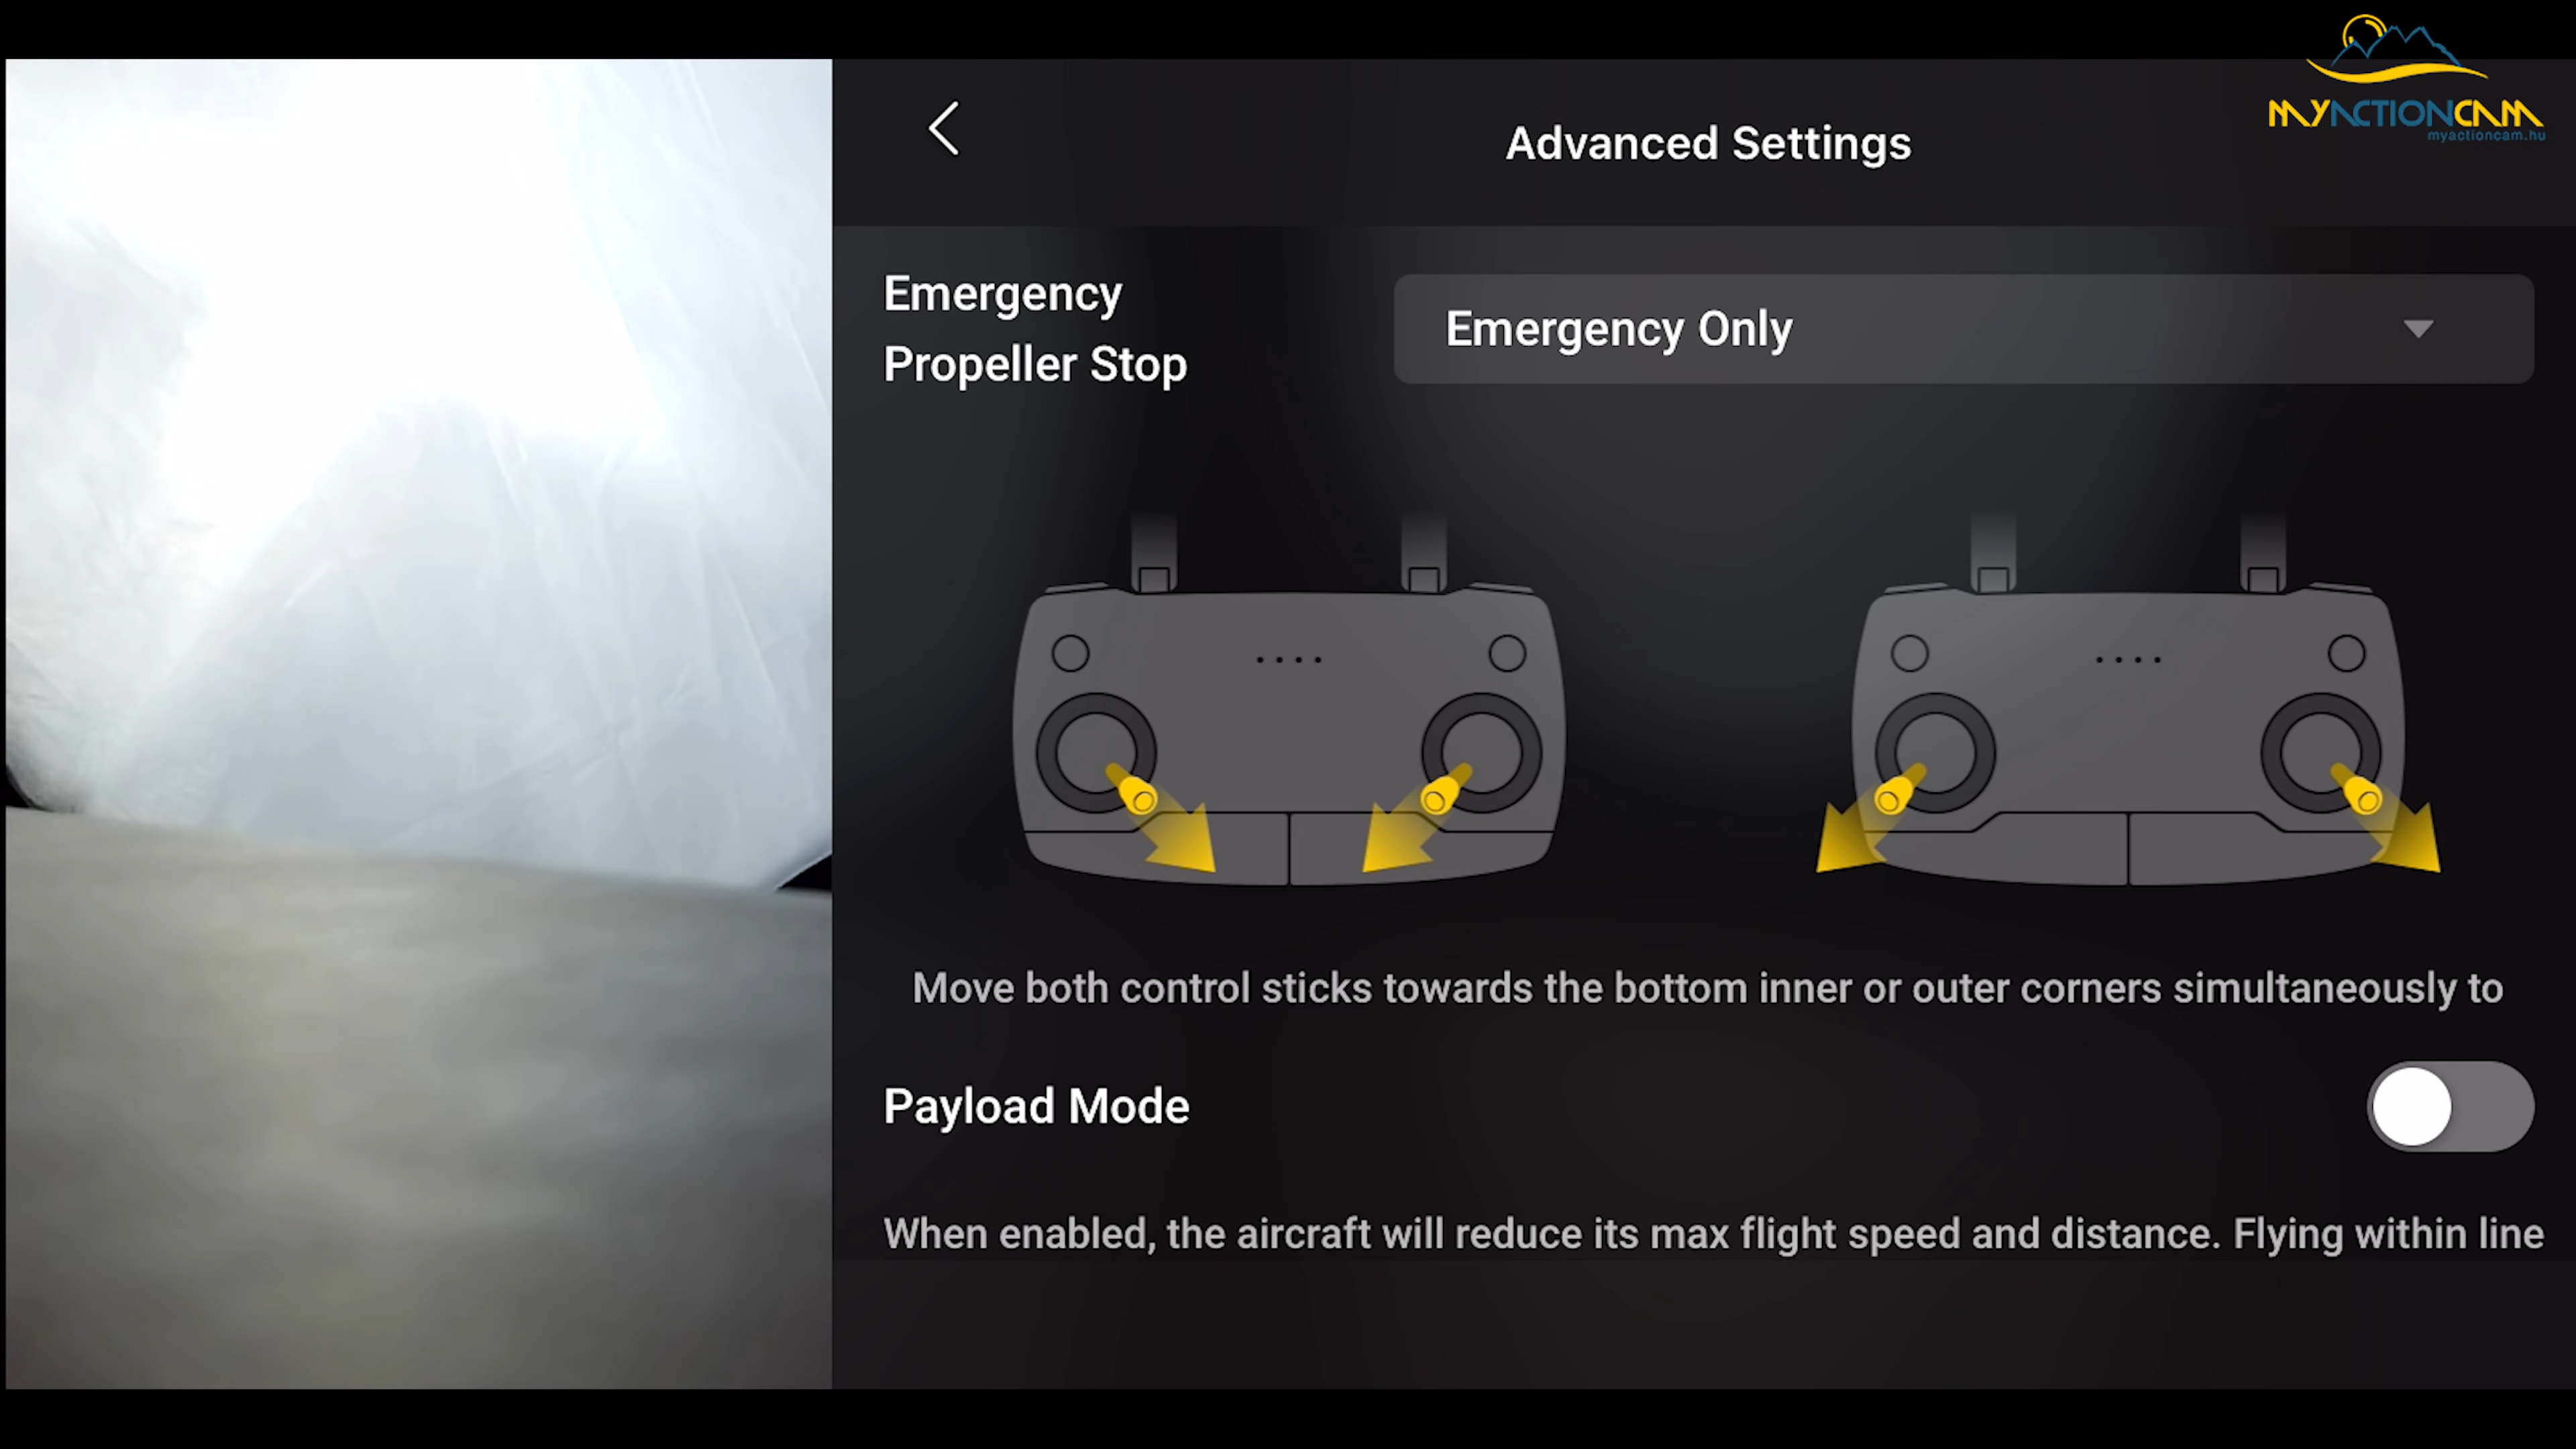 MYACTIONCAM
myactioncam.hu
Advanced Settings
Emergency
Propeller Stop
Emergency Only
Move both control sticks towards the bottom inner or outer corners simultaneously to
Payload Mode
When enabled, the aircraft will reduce its max flight speed and distance. Flying within line